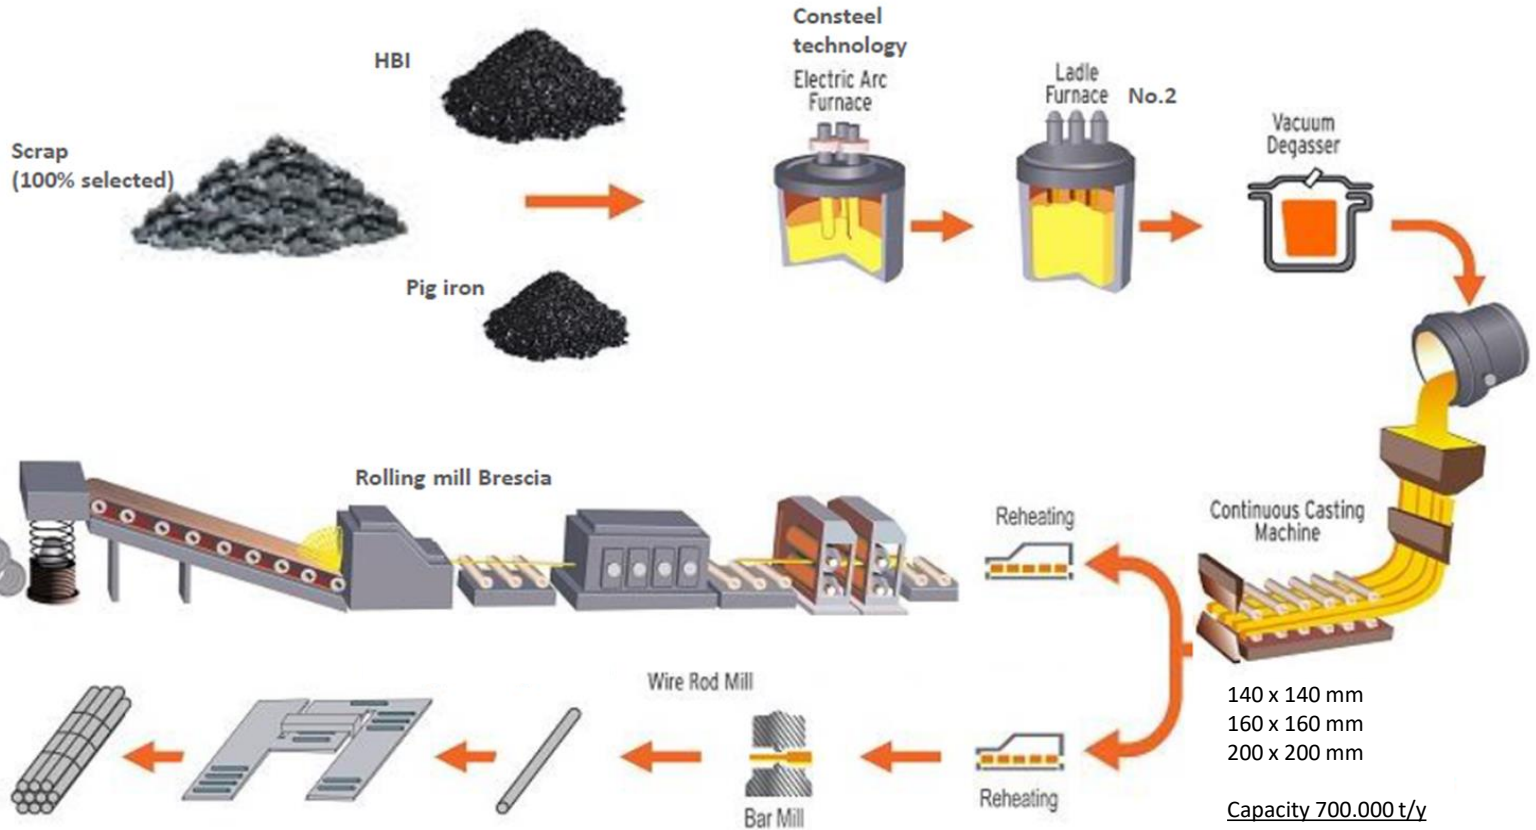 HBI
Scrap
(100% selected)
Pig iron
Consteel
technology
Electric Arc
Furnace
Ladle
Furnace
No.2
Vacuum
Degasser
Rolling mill Brescia
Reheating
Continuous Casting
Machine
Wire Rod Mill
Bar Mill
Reheating
140 x 140 mm
160 x 160 mm
200 x 200 mm
Capacity 700.000 t/y